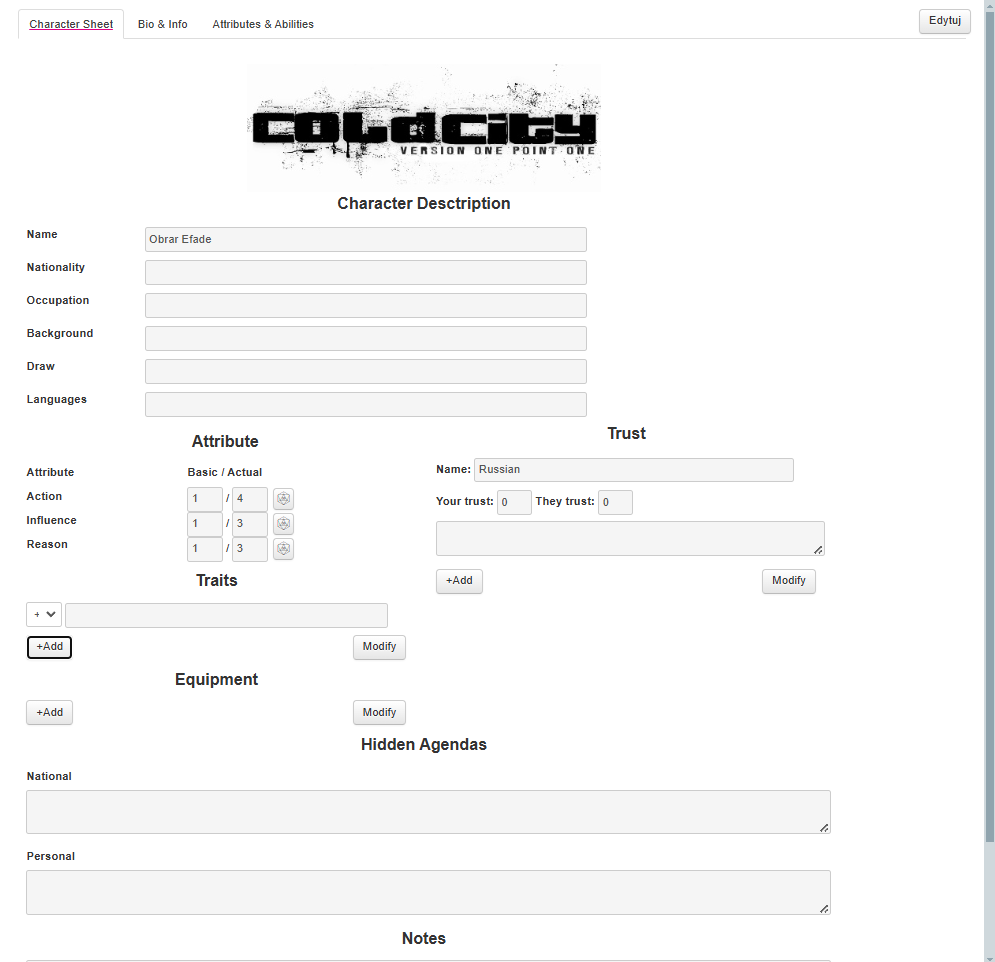 Character Sheet Bio & Info Attributes & Abilities Edytuj
COLDCITY
VERSION ONE POINT ONE
Character Desctription
Name Obrar Efade
Nationality
Occupation
Background
Draw
Languages
Attribute
Attribute Basic / Actual
Action 1 / 4
Influence 1 / 3
Reason 1 / 3
Trust
Name: Russian
Your trust: 0 They trust: 0
+Add Modify
Traits
+
+Add Modify
Equipment
+Add Modify
Hidden Agendas
National
Personal
Notes